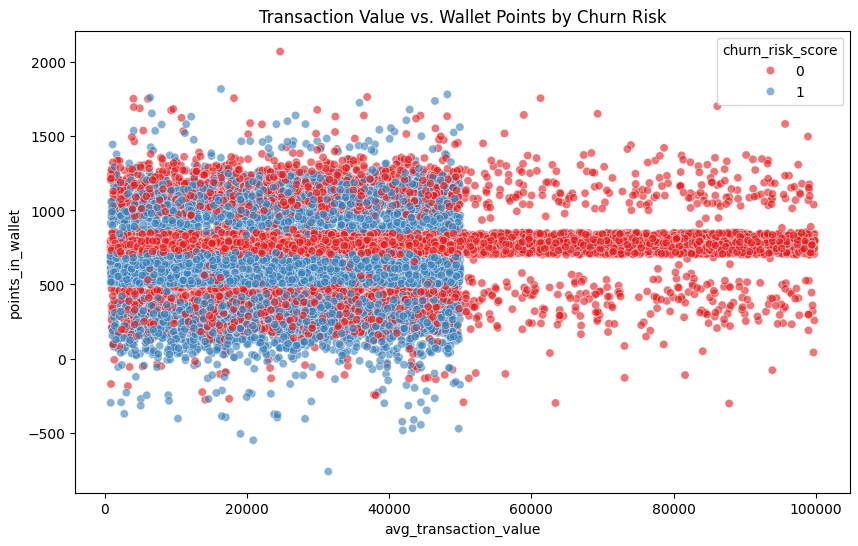 Transaction Value vs. Wallet Points by Churn Risk
churn_risk_score
0
1
2000
1500
1000
500
0
−500
points_in_wallet
0 20000 40000 60000 80000 100000
avg_transaction_value